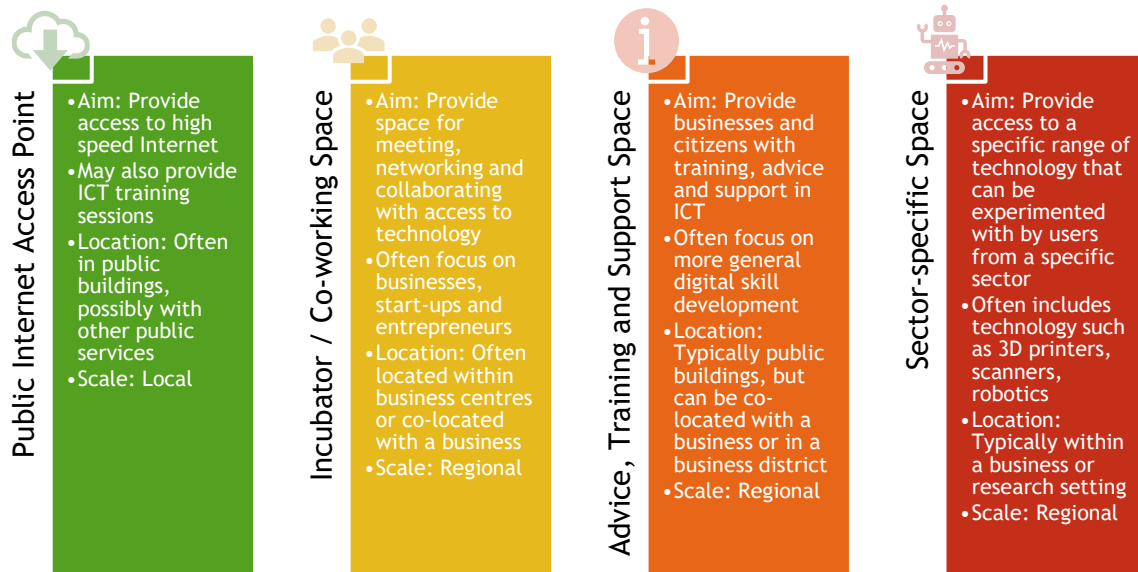 Public Internet Access Point
•Aim: Provide
access to high
speed Internet
•May also provide
ICT training
sessions
•Location: Often
in public
buildings,
possibly with
other public
services
•Scale: Local
Incubator / Co-working Space
•Aim: Provide
space for
meeting,
networking and
collaborating
with access to
technology
•Often focus on
businesses,
start-ups and
entrepreneurs
•Location: Often
located within
business centres
or co-located
with a business
•Scale: Regional
Advice, Training and Support Space
•Aim: Provide
businesses and
citizens with
training, advice
and support in
ICT
•Often focus on
more general
digital skill
development
•Location:
Typically public
buildings, but
can be co-
located with a
business or in a
business district
•Scale: Regional
Sector-specific Space
•Aim: Provide
access to a
specific range of
technology that
can be
experimented
with by users
from a specific
sector
•Often includes
technology such
as 3D printers,
scanners,
robotics
•Location:
Typically within
a business or
research setting
•Scale: Regional